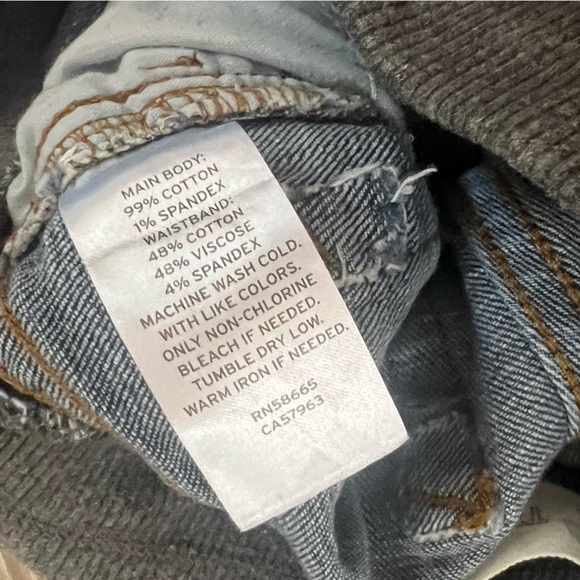 MAIN BODY:
99% COTTON
1% SPANDEX
WAISTBAND:
48% COTTON
48% VISCOSE
4% SPANDEX
MACHINE WASH COLD.
WITH LIKE COLORS.
ONLY NON-CHLORINE
BLEACH IF NEEDED.
TUMBLE DRY LOW.
WARM IRON IF NEEDED.
RN58665
CA57963